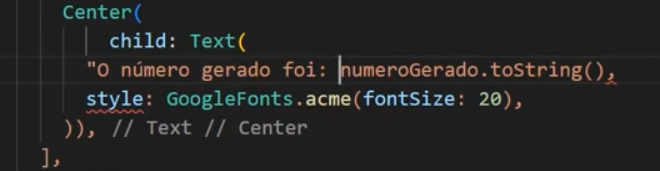 Center(
child: Text(
"O número gerado foi: numeroGerado.toString(),
style: GoogleFonts.acme(fontSize: 20),
)), // Text // Center
],